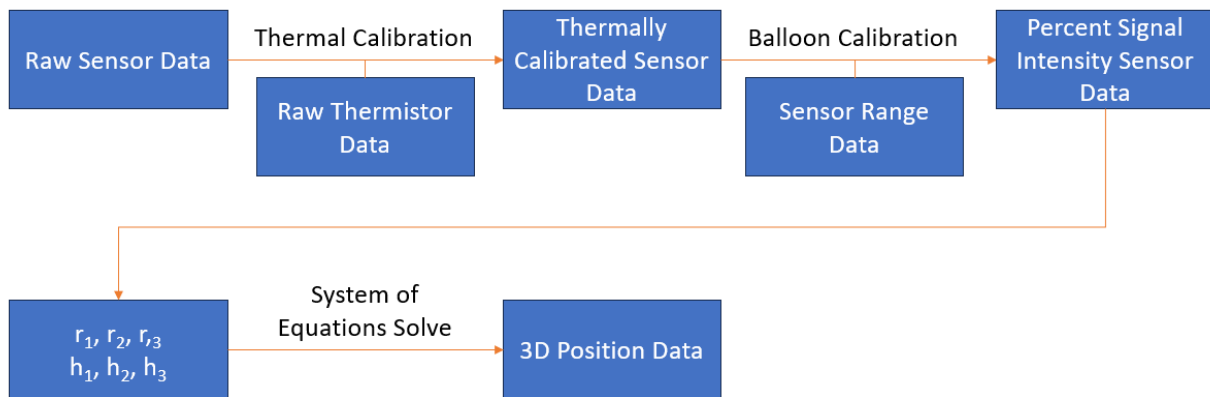 Raw Sensor Data
Thermal Calibration
Raw Thermistor
Data
Thermally
Calibrated Sensor
Data
Balloon Calibration
Sensor Range
Data
Percent Signal
Intensity Sensor
Data
r₁, r₂, r,₃
h₁, h₂, h₃
System of
Equations Solve
3D Position Data